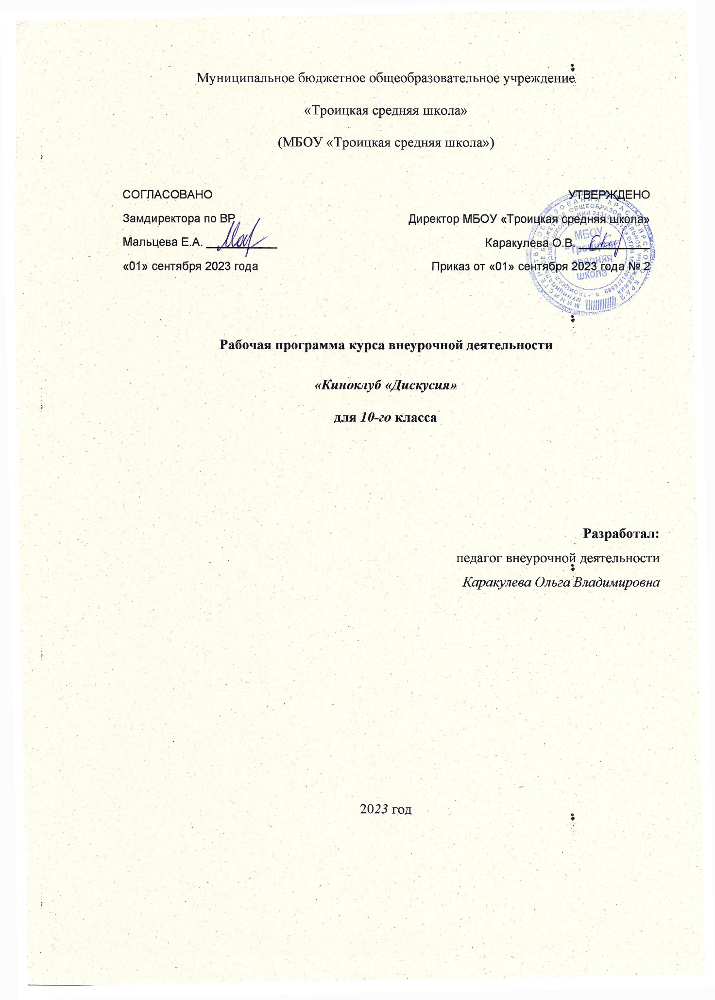 Муниципальное бюджетное общеобразовательное учреждение
«Троицкая средняя школа»
(МБОУ «Троицкая средняя школа»)
СОГЛАСОВАНО
Замдиректора по ВР
Мальцева Е.А.
«01» сентября 2023 года
УТВЕРЖДЕНО
Директор МБОУ «Троицкая средняя школа»
Каракулева О.В.
Приказ от «01» сентября 2023 года № 2
МБОУ
"Троицкая
средняя
школа"
Рабочая программа курса внеурочной деятельности
«Киноклуб «Дискусия»
для 10-го класса
Разработал:
педагог внеурочной деятельности
Каракулева Ольга Владимировна
2023 год